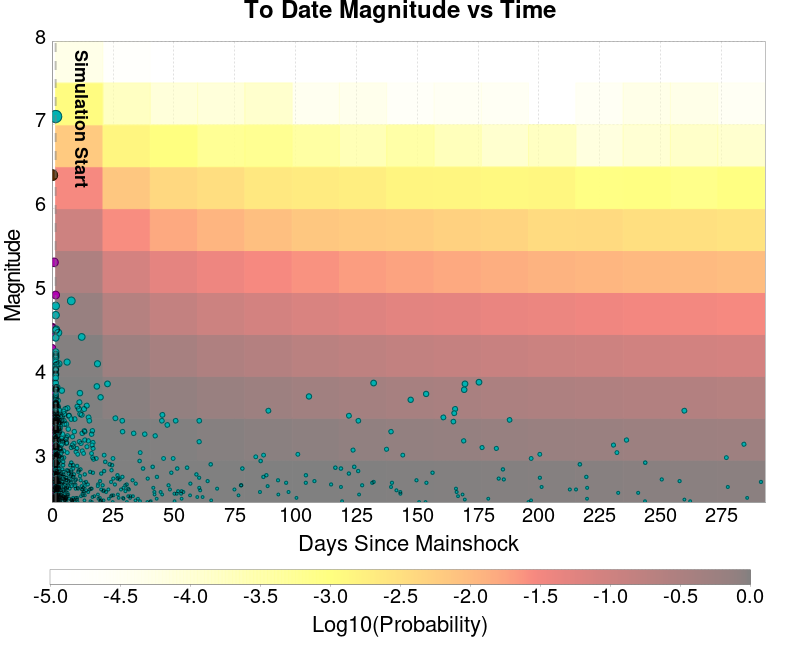 To Date Magnitude vs Time
8
7
6
5
4
3
Magnitude
Simulation Start
0 25 50 75 100 125 150 175 200 225 250 275
Days Since Mainshock
-5.0 -4.5 -4.0 -3.5 -3.0 -2.5 -2.0 -1.5 -1.0 -0.5 0.0
Log10(Probability)